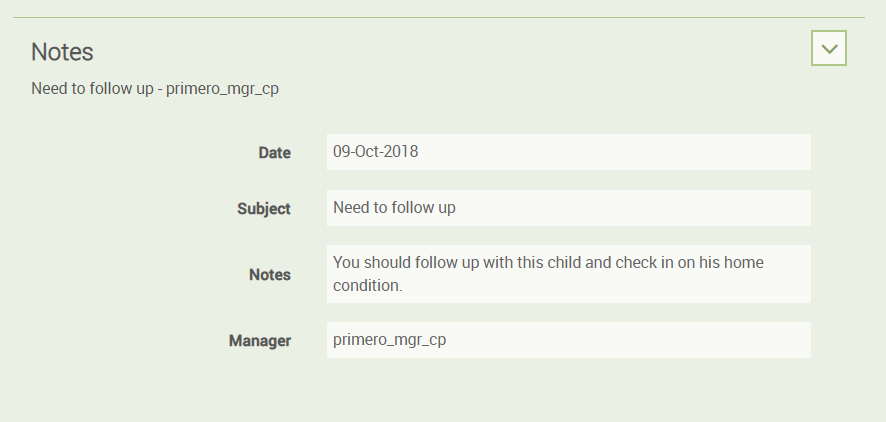 Notes
Need to follow up - primero_mgr_cp
Date 09-Oct-2018
Subject Need to follow up
Notes You should follow up with this child and check in on his home
condition.
Manager primero_mgr_cp